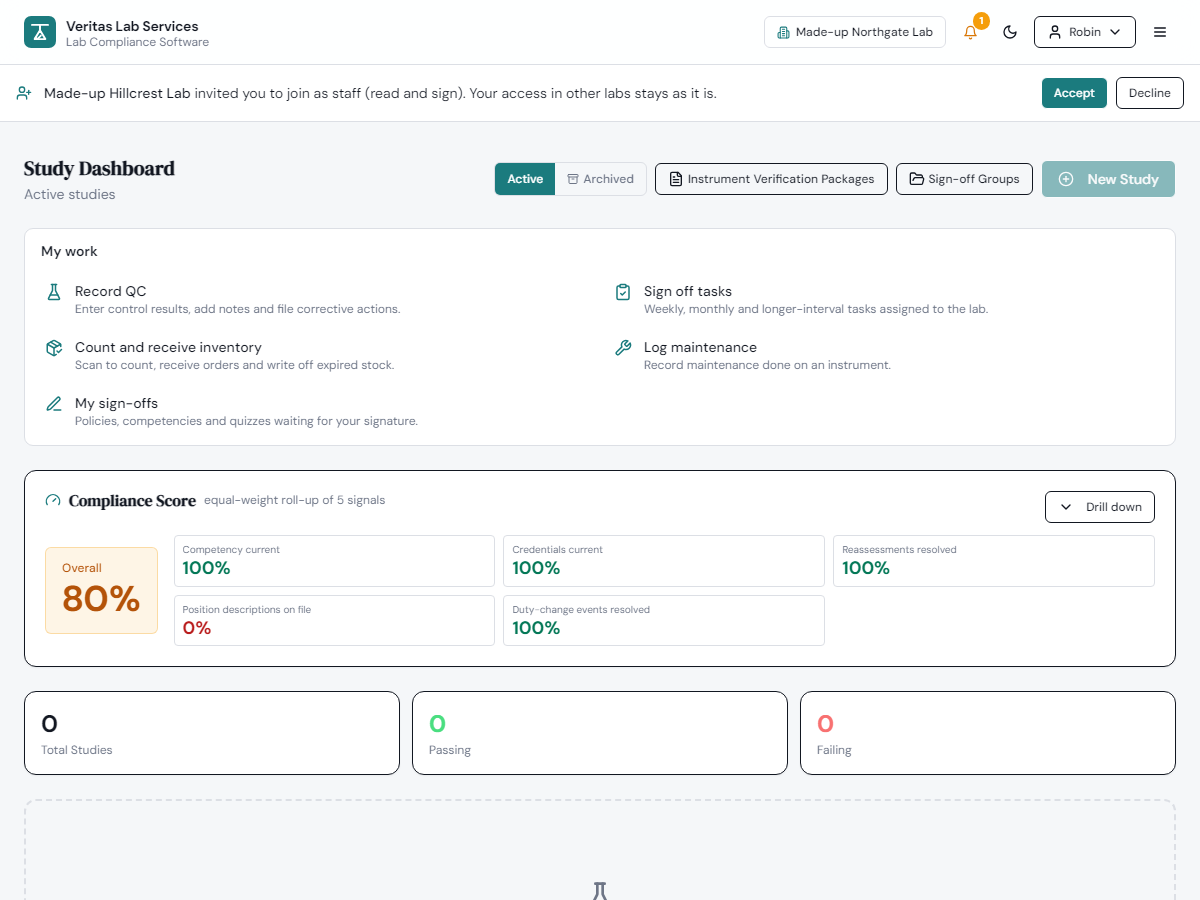 Veritas Lab Services
Lab Compliance Software
Made-up Northgate Lab
1
Robin
Made-up Hillcrest Lab invited you to join as staff (read and sign). Your access in other labs stays as it is.
Accept
Decline
Study Dashboard
Active studies
Active
Archived
Instrument Verification Packages
Sign-off Groups
New Study
My work
Record QC
Enter control results, add notes and file corrective actions.
Sign off tasks
Weekly, monthly and longer-interval tasks assigned to the lab.
Count and receive inventory
Scan to count, receive orders and write off expired stock.
Log maintenance
Record maintenance done on an instrument.
My sign-offs
Policies, competencies and quizzes waiting for your signature.
Compliance Score equal-weight roll-up of 5 signals
Drill down
Overall
80%
Competency current
100%
Credentials current
100%
Reassessments resolved
100%
Position descriptions on file
0%
Duty-change events resolved
100%
0
Total Studies
0
Passing
0
Failing